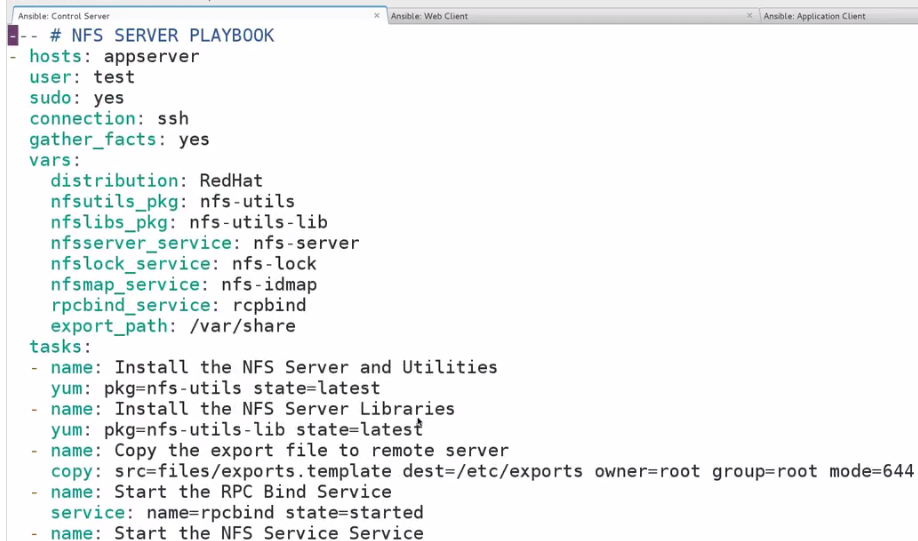 Ansible: Control Server × Ansible: Web Client × Ansible: Application Client
--- # NFS SERVER PLAYBOOK
- hosts: appserver
  user: test
  sudo: yes
  connection: ssh
  gather_facts: yes
  vars:
    distribution: RedHat
    nfsutils_pkg: nfs-utils
    nfslibs_pkg: nfs-utils-lib
    nfsserver_service: nfs-server
    nfslock_service: nfs-lock
    nfsmap_service: nfs-idmap
    rpcbind_service: rcpbind
    export_path: /var/share
  tasks:
  - name: Install the NFS Server and Utilities
    yum: pkg=nfs-utils state=latest
  - name: Install the NFS Server Libraries
    yum: pkg=nfs-utils-lib state=latest
  - name: Copy the export file to remote server
    copy: src=files/exports.template dest=/etc/exports owner=root group=root mode=644
  - name: Start the RPC Bind Service
    service: name=rpcbind state=started
  - name: Start the NFS Service Service